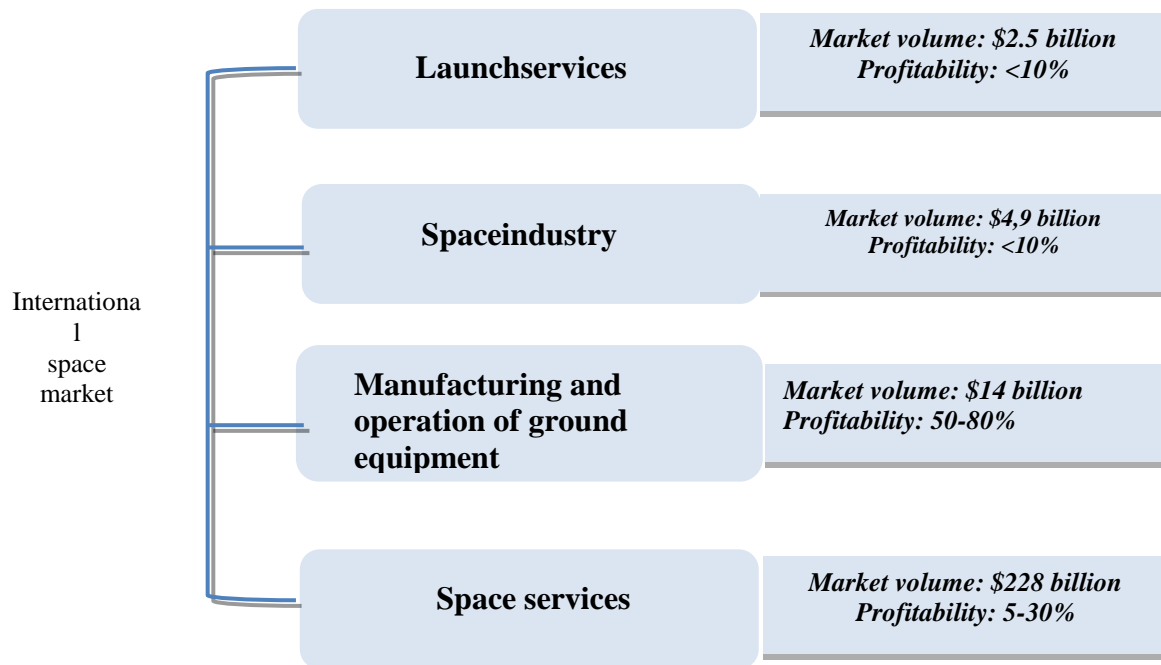 Launchservices
Market volume: $2.5 billion
Profitability: <10%
Spaceindustry
Market volume: $4,9 billion
Profitability: <10%
Internationa
l
space
market
Manufacturing and
operation of ground
equipment
Market volume: $14 billion
Profitability: 50-80%
Space services
Market volume: $228 billion
Profitability: 5-30%